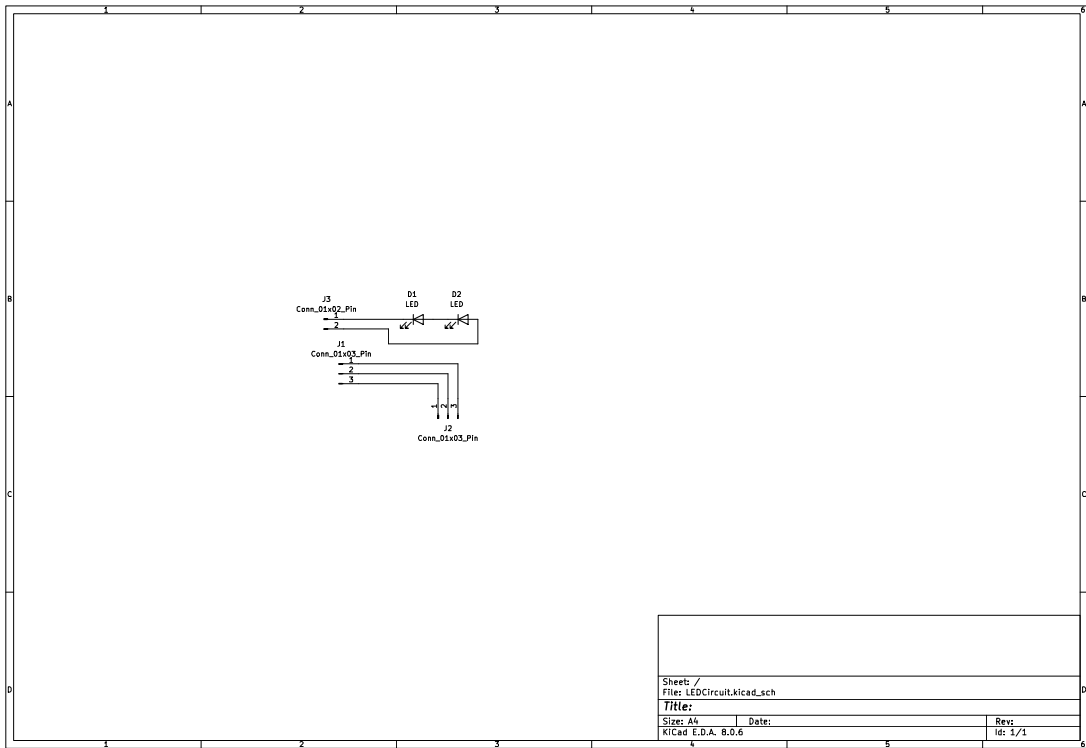 1 2 3 4 5 6
A A
J3
Conn_01x02_Pin
1
2
D1
LED
D2
LED
B B
J1
Conn_01x03_Pin
1
2
3
1 2 3
J2
Conn_01x03_Pin
C C
Sheet: /
File: LEDCircuit.kicad_sch
D D
Title:
Size: A4 Date: Rev:
KiCad E.D.A. 8.0.6 Id: 1/1
1 2 3 4 5 6